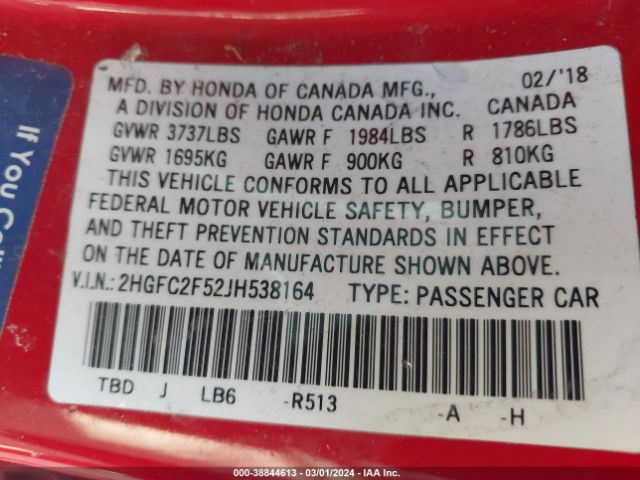 MFD. BY HONDA OF CANADA MFG., 02/'18
A DIVISION OF HONDA CANADA INC. CANADA
GVWR 3737LBS GAWR F 1984LBS R 1786LBS
GVWR 1695KG GAWR F 900KG R 810KG
THIS VEHICLE CONFORMS TO ALL APPLICABLE
FEDERAL MOTOR VEHICLE SAFETY, BUMPER,
AND THEFT PREVENTION STANDARDS IN EFFECT
ON THE DATE OF MANUFACTURE SHOWN ABOVE.
V.I.N.: 2HGFC2F52JH538164 TYPE: PASSENGER CAR
TBD J LB6 -R513 -A -H
If You
000-38844613 - 03/01/2024 - IAA Inc.